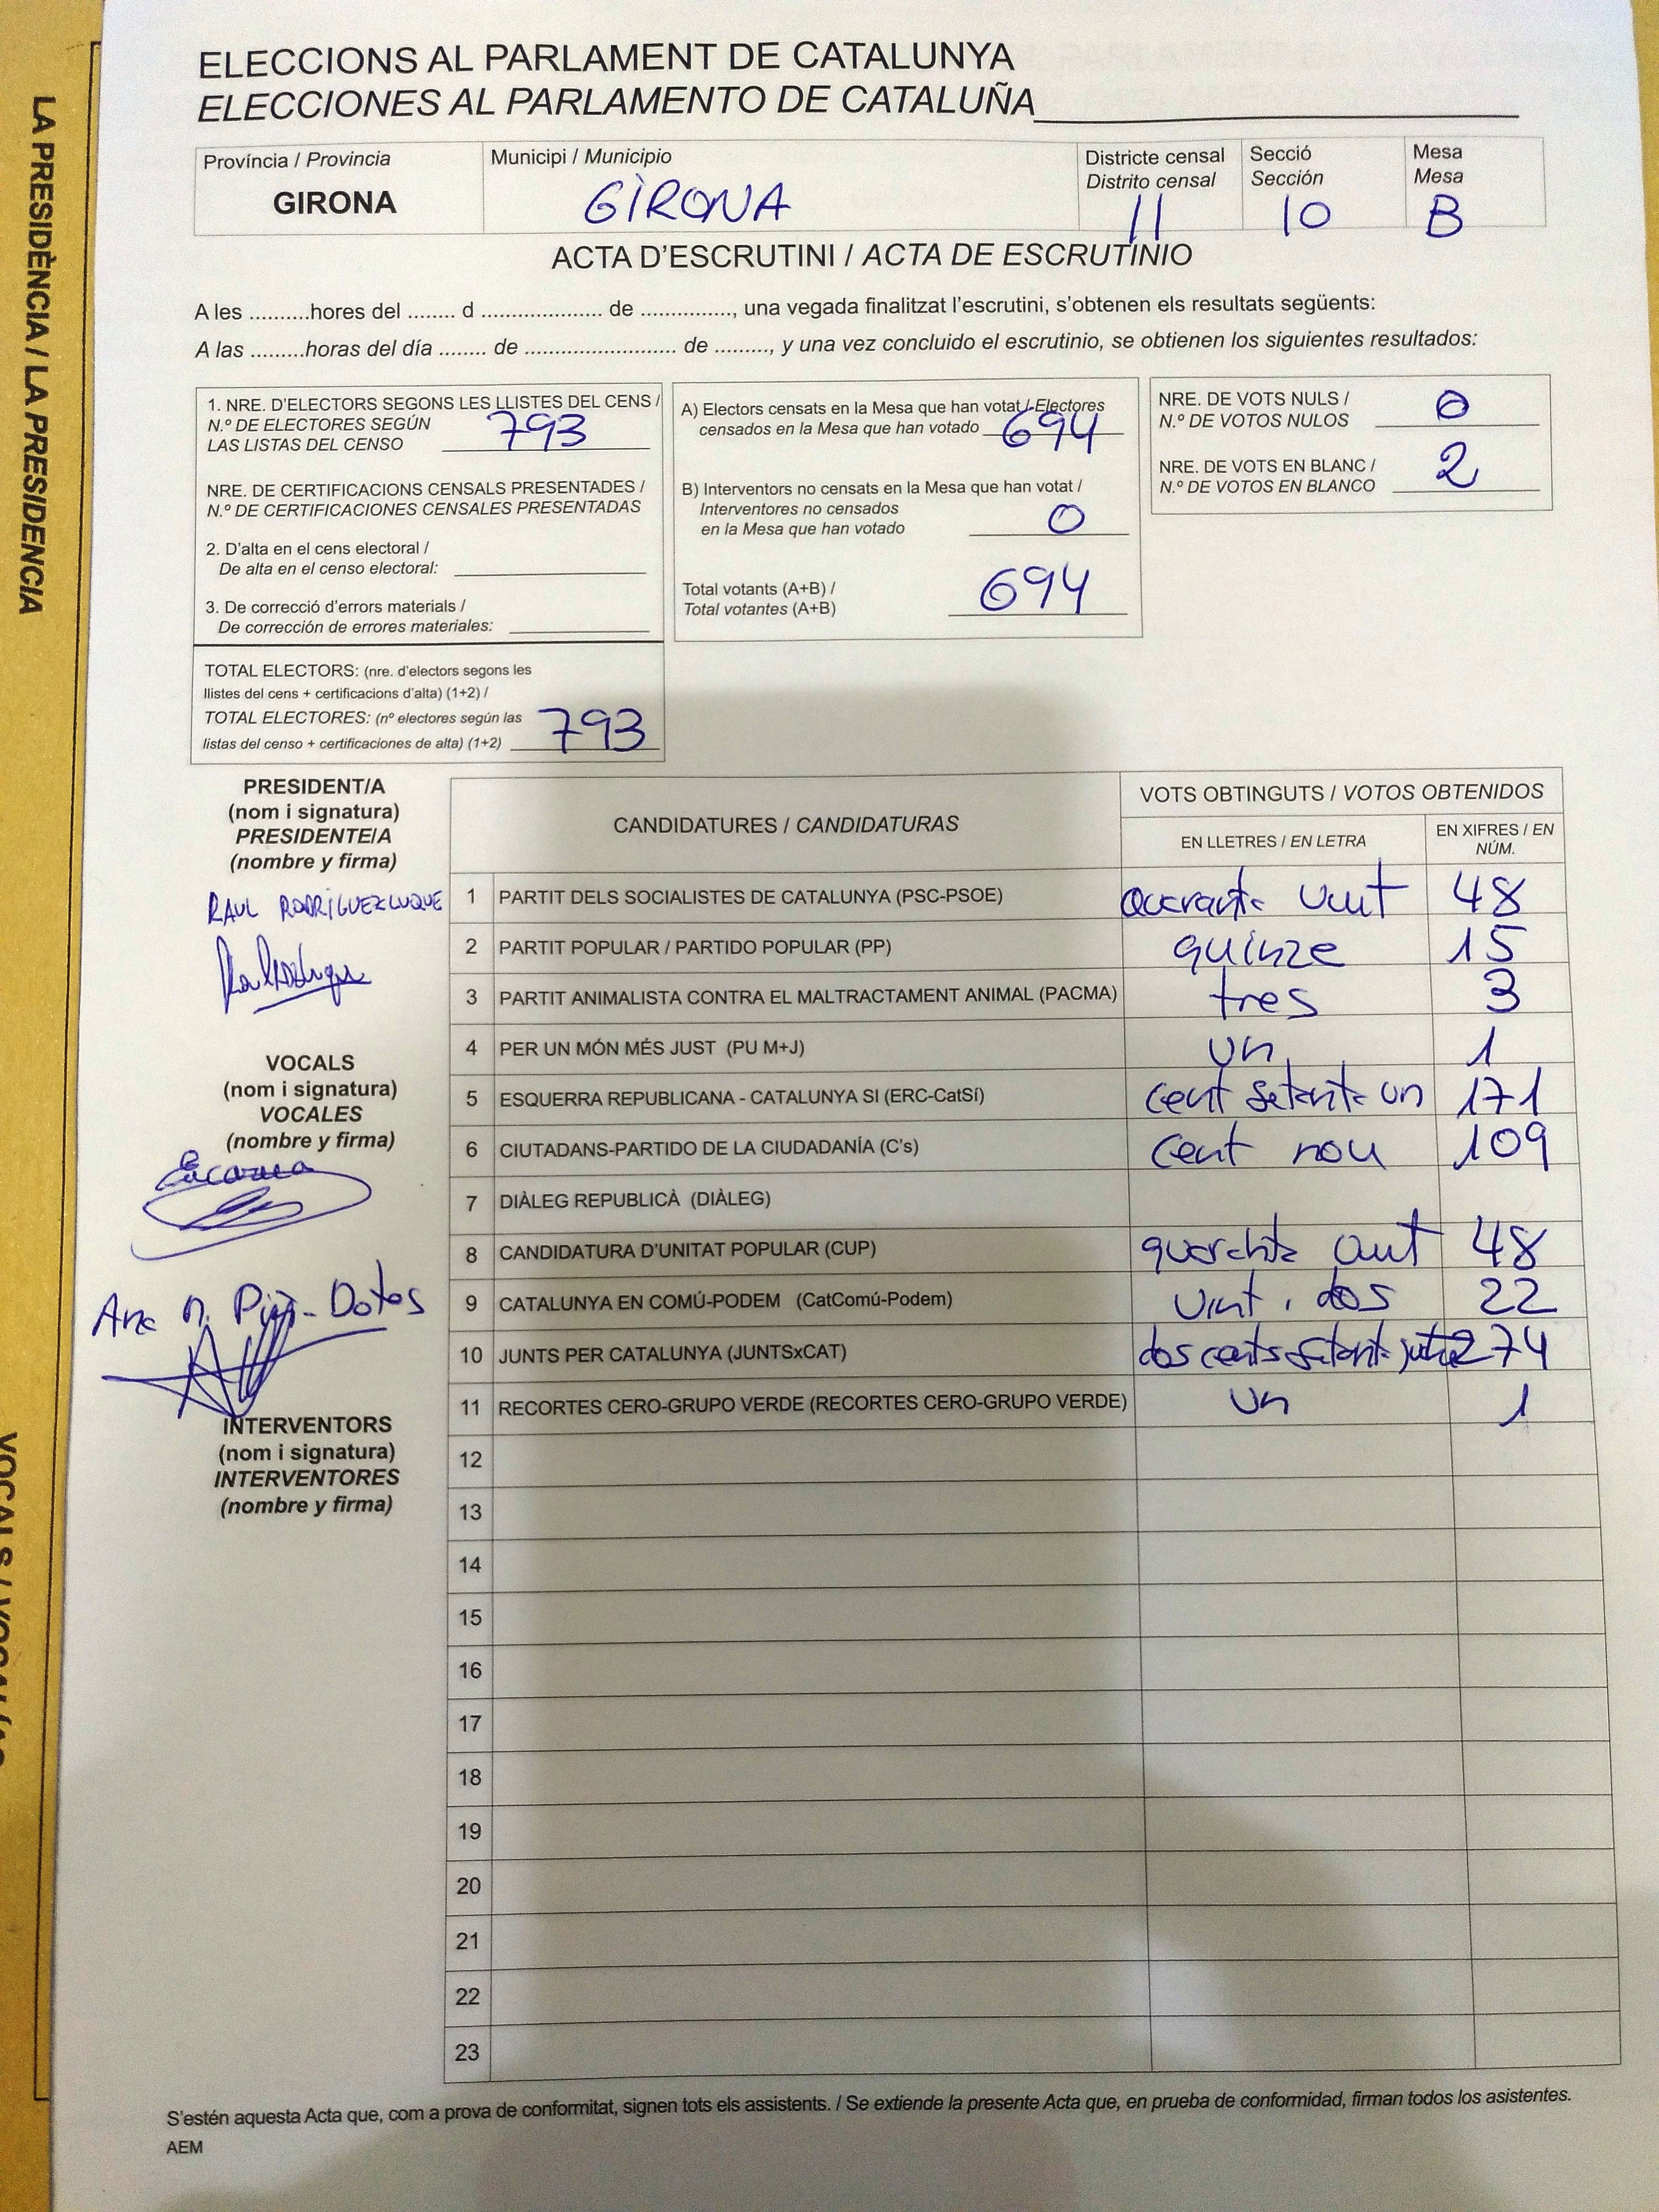 LA PRESIDÈNCIA / LA PRESIDENCIA
ELECCIONS AL PARLAMENT DE CATALUNYA
ELECCIONES AL PARLAMENTO DE CATALUÑA
Província / Provincia
GIRONA
Municipi / Municipio
GIRONA
Districte censal
Distrito censal
11
Secció
Sección
10
Mesa
Mesa
B
ACTA D'ESCRUTINI / ACTA DE ESCRUTINIO
A les ..........hores del ........ d .................... de ..............., una vegada finalitzat l'escrutini, s'obtenen els resultats següents:
A las .........horas del día ........ de ......................... de ........., y una vez concluido el escrutinio, se obtienen los siguientes resultados:
1. NRE. D'ELECTORS SEGONS LES LLISTES DEL CENS /
N.º DE ELECTORES SEGÚN
LAS LISTAS DEL CENSO 793
NRE. DE CERTIFICACIONS CENSALS PRESENTADES /
N.º DE CERTIFICACIONES CENSALES PRESENTADAS
2. D'alta en el cens electoral /
De alta en el censo electoral:
3. De correcció d'errors materials /
De corrección de errores materiales:
TOTAL ELECTORS: (nre. d'electors segons les
llistes del cens + certificacions d'alta) (1+2) /
TOTAL ELECTORES: (nº electores según las
listas del censo + certificaciones de alta) (1+2) 793
A) Electors censats en la Mesa que han votat / Electores
censados en la Mesa que han votado 694
B) Interventors no censats en la Mesa que han votat /
Interventores no censados
en la Mesa que han votado 0
Total votants (A+B) /
Total votantes (A+B) 694
NRE. DE VOTS NULS /
N.º DE VOTOS NULOS 0
NRE. DE VOTS EN BLANC /
N.º DE VOTOS EN BLANCO 2
PRESIDENT/A
(nom i signatura)
PRESIDENTE/A
(nombre y firma)
RAUL RODRIGUEZ LUQUE
VOCALS
(nom i signatura)
VOCALES
(nombre y firma)
Encarna
INTERVENTORS
(nom i signatura)
INTERVENTORES
(nombre y firma)
CANDIDATURES / CANDIDATURAS
VOTS OBTINGUTS / VOTOS OBTENIDOS
EN LLETRES / EN LETRA
EN XIFRES / EN
NÚM.
1 PARTIT DELS SOCIALISTES DE CATALUNYA (PSC-PSOE) quaranta vuit 48
2 PARTIT POPULAR / PARTIDO POPULAR (PP) quinze 15
3 PARTIT ANIMALISTA CONTRA EL MALTRACTAMENT ANIMAL (PACMA) tres 3
4 PER UN MÓN MÉS JUST (PU M+J) un 1
5 ESQUERRA REPUBLICANA - CATALUNYA SI (ERC-CatSí) cent setanta un 171
6 CIUTADANS-PARTIDO DE LA CIUDADANÍA (C's) cent nou 109
7 DIÀLEG REPUBLICÀ (DIÀLEG)
8 CANDIDATURA D'UNITAT POPULAR (CUP) quaranta vuit 48
9 CATALUNYA EN COMÚ-PODEM (CatComú-Podem) vint i dos 22
10 JUNTS PER CATALUNYA (JUNTSxCAT) dos cents setanta 274
11 RECORTES CERO-GRUPO VERDE (RECORTES CERO-GRUPO VERDE) un 1
12
13
14
15
16
17
18
19
20
21
22
23
S'estén aquesta Acta que, com a prova de conformitat, signen tots els assistents. / Se extiende la presente Acta que, en prueba de conformidad, firman todos los asistentes.
AEM